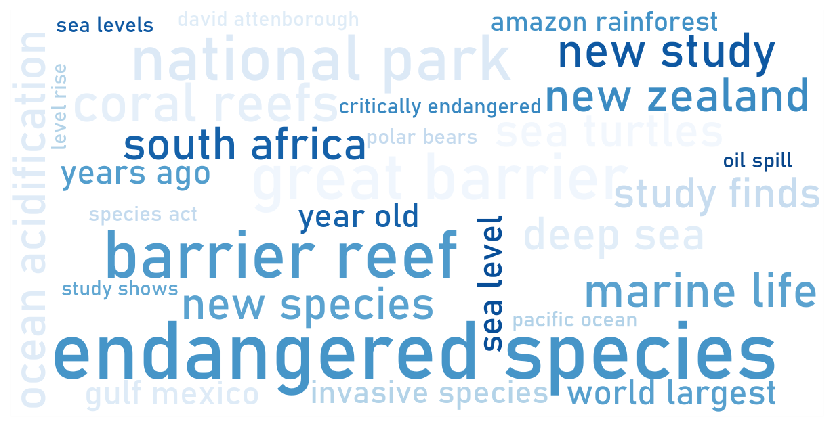 sea levels
david attenborough
amazon rainforest
national park
new study
ocean acidification
level rise
coral reefs
critically endangered
new zealand
south africa
polar bears
sea turtles
oil spill
years ago
great barrier
study finds
species act
year old
sea level
deep sea
barrier reef
study shows
new species
marine life
pacific ocean
endangered species
gulf mexico
invasive species
world largest